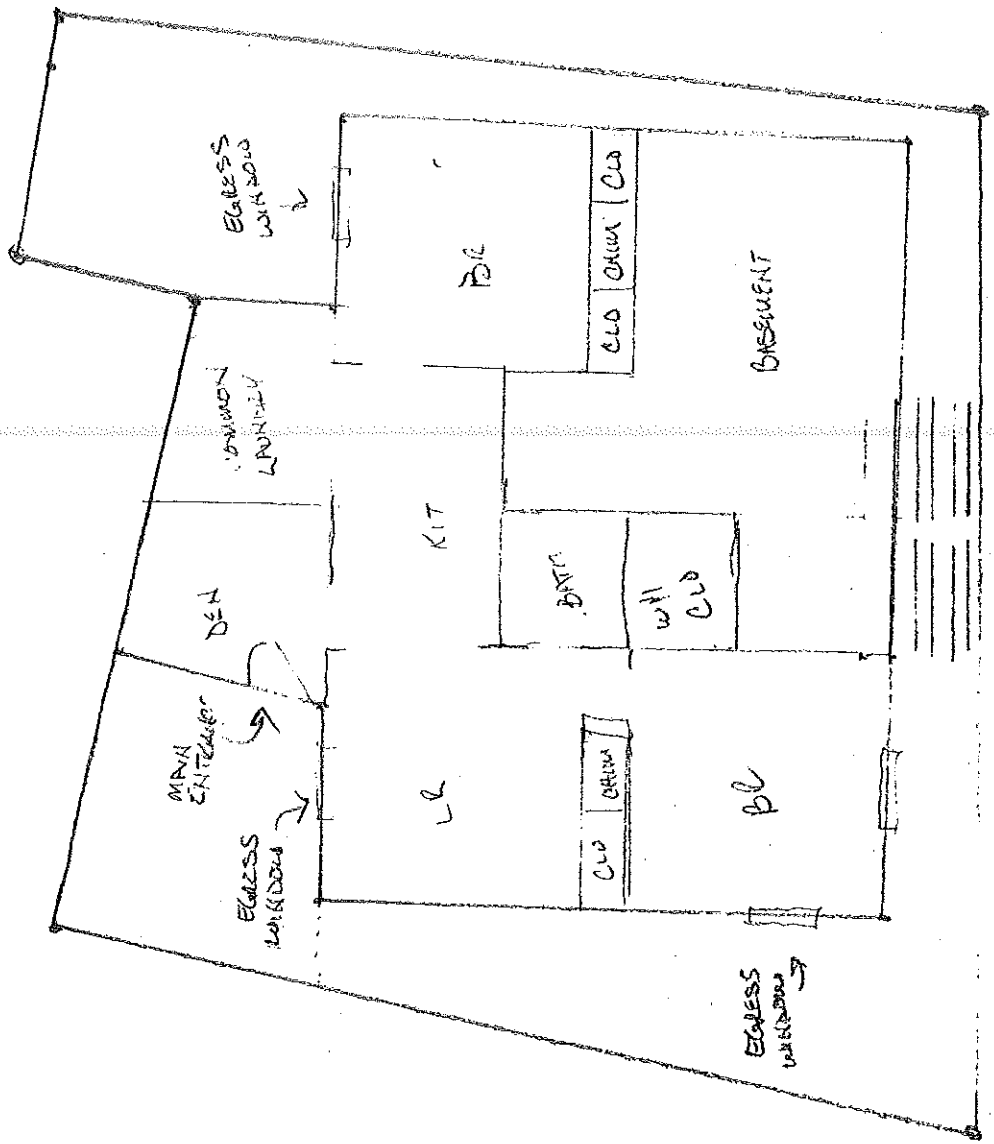 EGRESS
WINDOW
BR
CLO
CHIM
CLO
BASEMENT
COMMON
LAUNDRY
KIT
DEN
BATH
WH
CLO
MAIN
ENTRANCE
EGRESS
WINDOW
LR
CLO
CHIM
BR
EGRESS
WINDOW